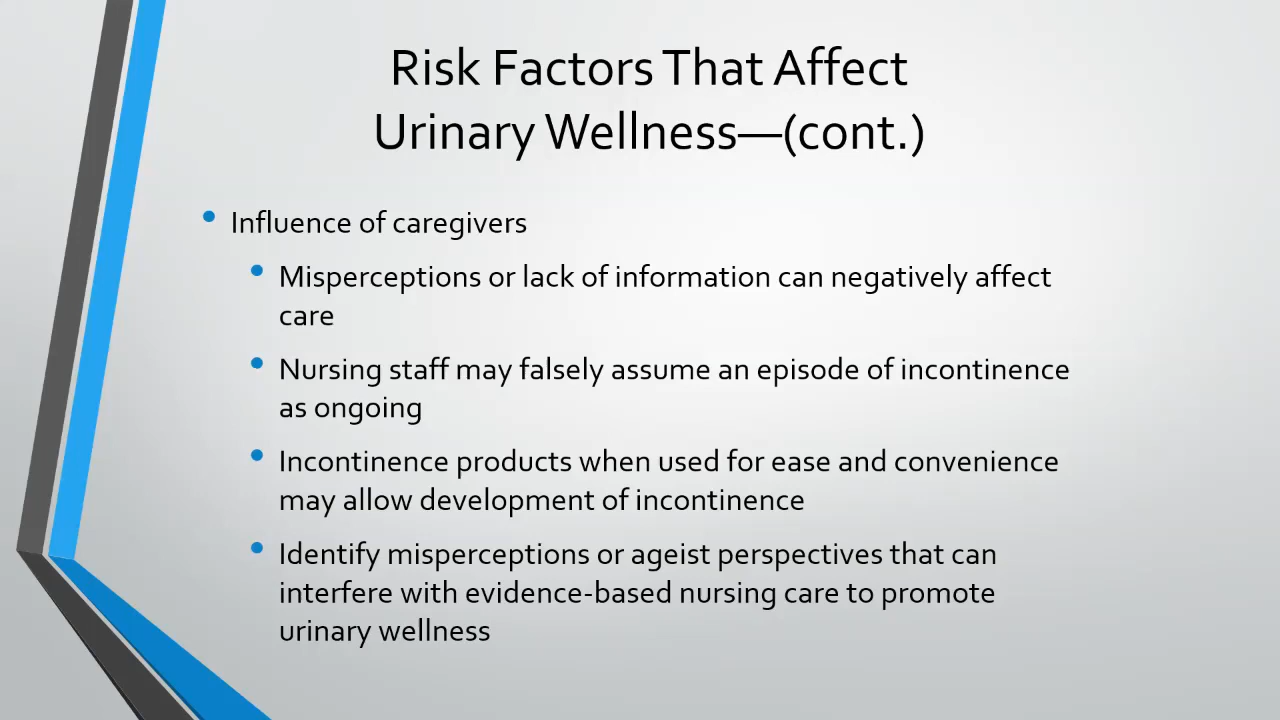 Risk Factors That Affect
Urinary Wellness—(cont.)
• Influence of caregivers
• Misperceptions or lack of information can negatively affect
care
• Nursing staff may falsely assume an episode of incontinence
as ongoing
• Incontinence products when used for ease and convenience
may allow development of incontinence
• Identify misperceptions or ageist perspectives that can
interfere with evidence-based nursing care to promote
urinary wellness